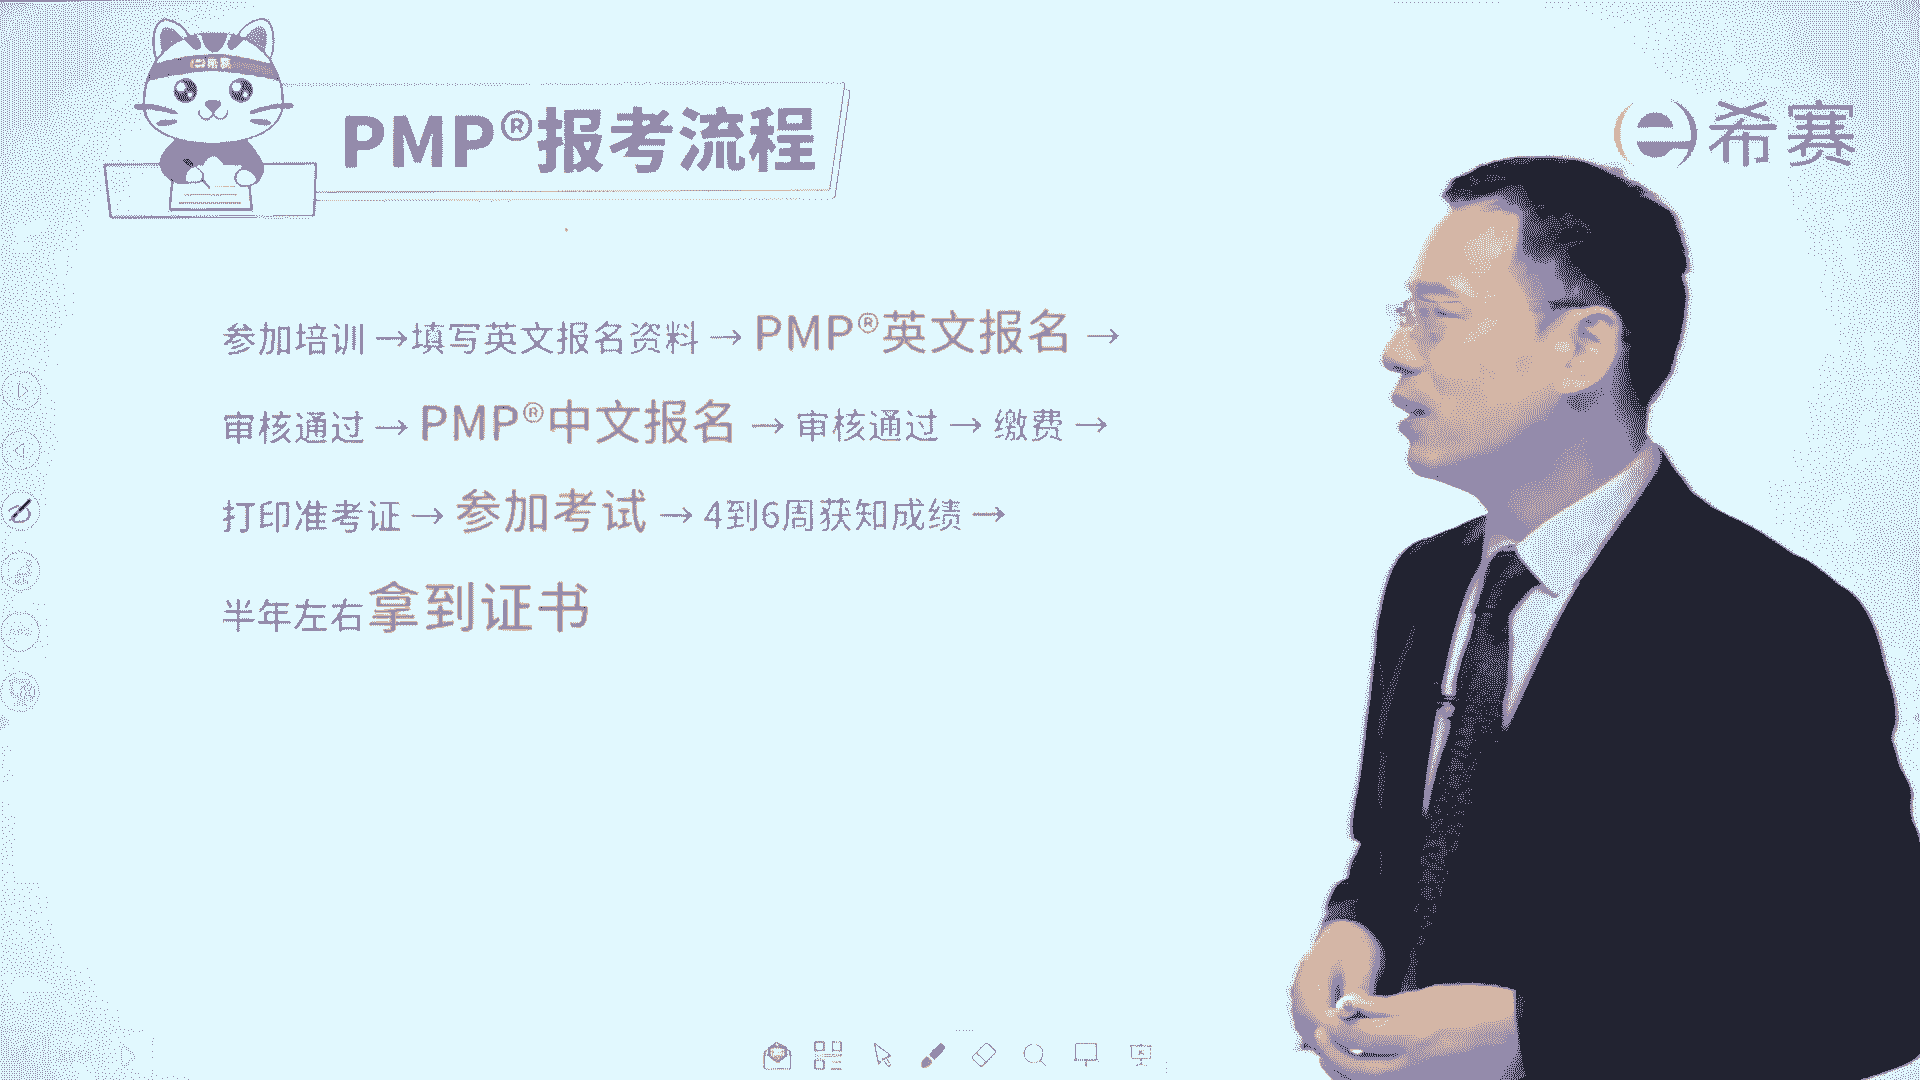 希赛
PMP®报考流程
希赛
参加培训 →填写英文报名资料 → PMP®英文报名 →
审核通过 → PMP®中文报名 → 审核通过 → 缴费 →
打印准考证 → 参加考试 → 4到6周获知成绩 →
半年左右拿到证书